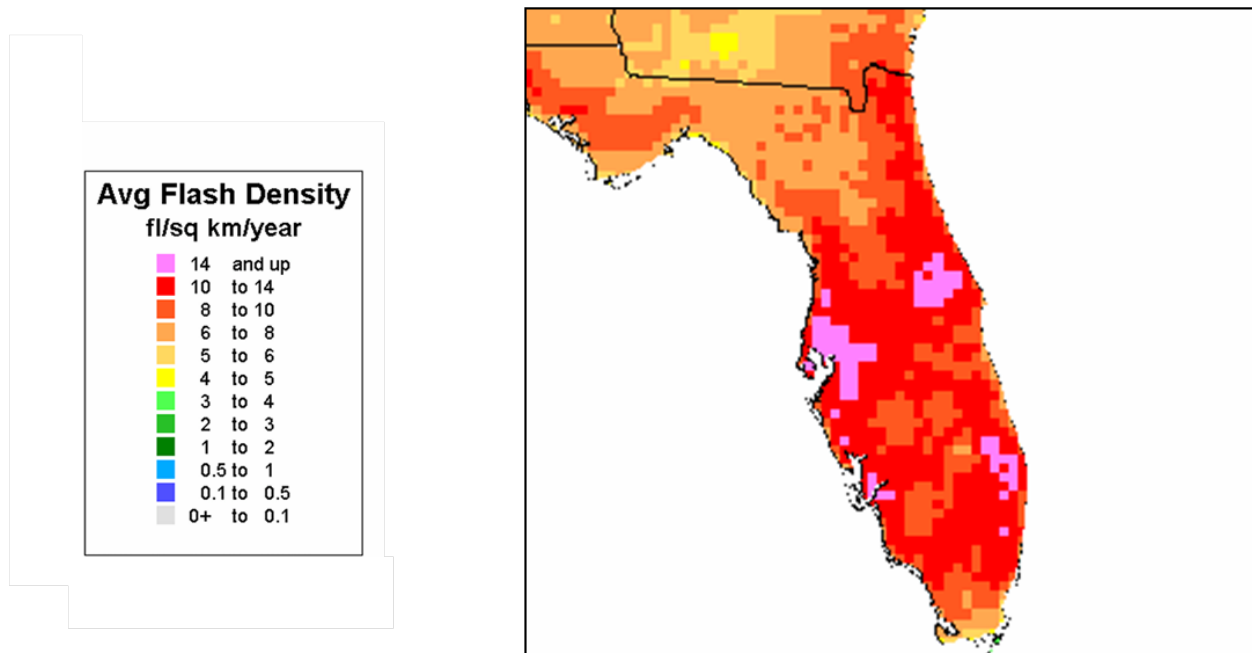 Avg Flash Density
fl/sq km/year
14 and up
10 to 14
8 to 10
6 to 8
5 to 6
4 to 5
3 to 4
2 to 3
1 to 2
0.5 to 1
0.1 to 0.5
0+ to 0.1